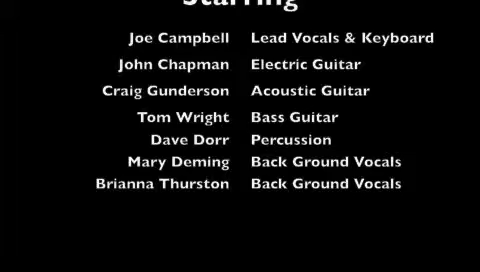 Starring
Joe Campbell Lead Vocals & Keyboard
John Chapman Electric Guitar
Craig Gunderson Acoustic Guitar
Tom Wright Bass Guitar
Dave Dorr Percussion
Mary Deming Back Ground Vocals
Brianna Thurston Back Ground Vocals